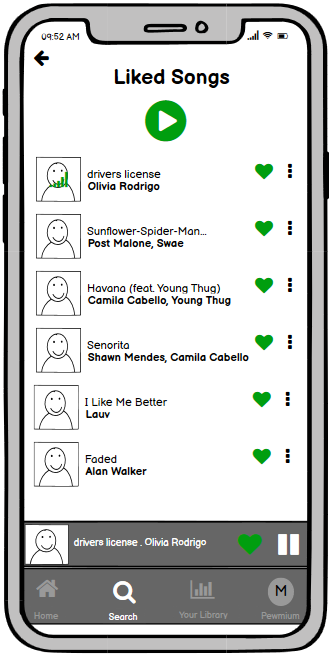 09:52 AM
Liked Songs
drivers license
Olivia Rodrigo
Sunflower-Spider-Man...
Post Malone, Swae
Havana (feat. Young Thug)
Camila Cabello, Young Thug
Senorita
Shawn Mendes, Camila Cabello
I Like Me Better
Lauv
Faded
Alan Walker
drivers license . Olivia Rodrigo
M
Home Search Your Library Pewmium